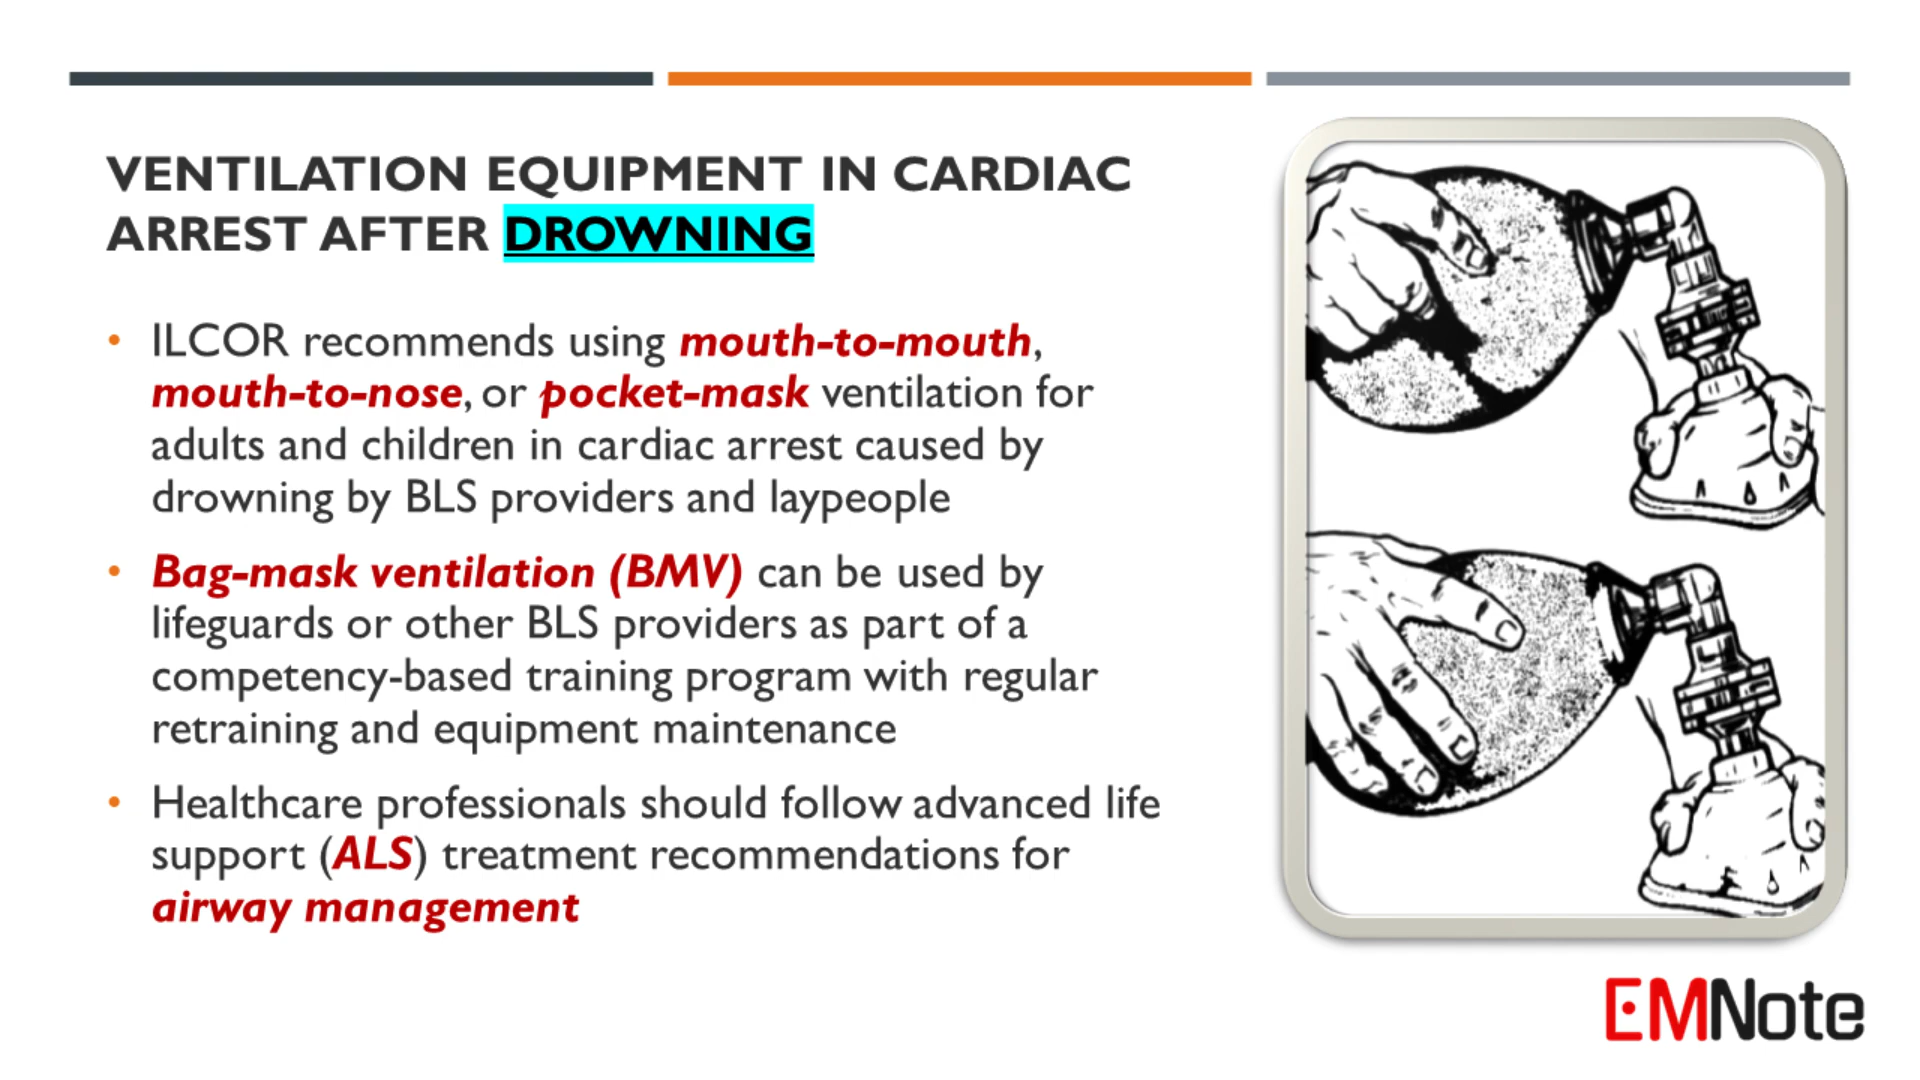 VENTILATION EQUIPMENT IN CARDIAC
ARREST AFTER DROWNING
• ILCOR recommends using mouth-to-mouth,
mouth-to-nose, or pocket-mask ventilation for
adults and children in cardiac arrest caused by
drowning by BLS providers and laypeople
• Bag-mask ventilation (BMV) can be used by
lifeguards or other BLS providers as part of a
competency-based training program with regular
retraining and equipment maintenance
• Healthcare professionals should follow advanced life
support (ALS) treatment recommendations for
airway management
EMNote